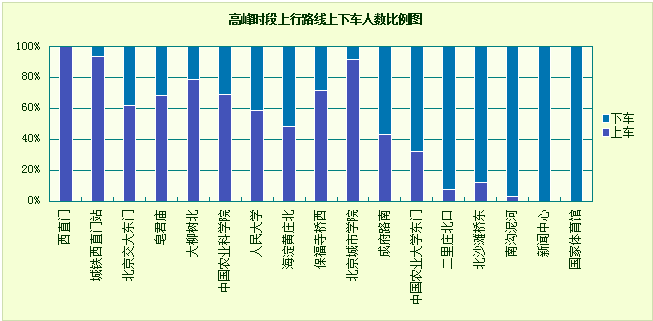 高峰时段上行路线上下车人数比例图
100%
80%
60%
40%
20%
0%
西直门
城铁西直门站
北京交大东门
皂君庙
大柳树北
中国农业科学院
人民大学
海淀黄庄北
保福寺桥西
北京城市学院
成府路南
中国农业大学东门
二里庄北口
北沙滩桥东
南沟泥河
新闻中心
国家体育馆
下车
上车